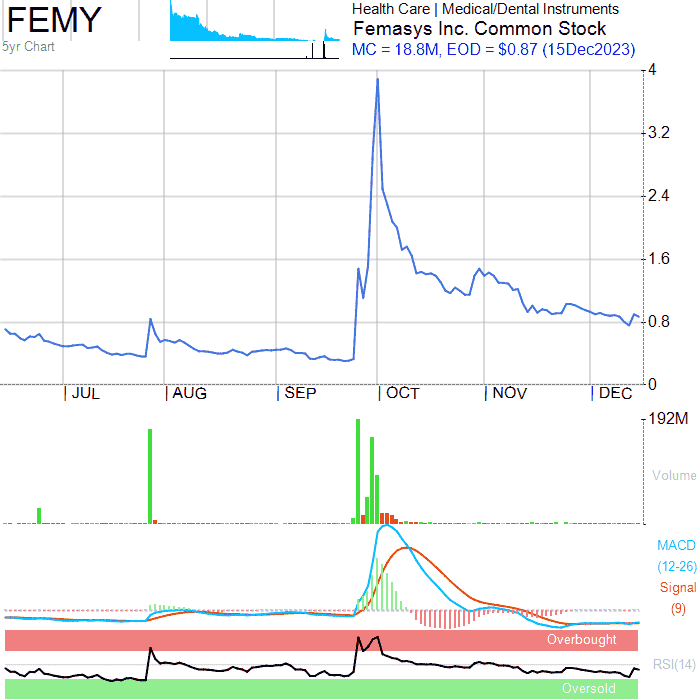 FEMY
5yr Chart
Health Care | Medical/Dental Instruments
Femasys Inc. Common Stock
MC = 18.8M, EOD = $0.87 (15Dec2023)
4
3.2
2.4
1.6
0.8
0
| JUL | AUG | SEP | OCT | NOV | DEC
192M
Volume
MACD
(12-26)
Signal
(9)
Overbought
RSI(14)
Oversold